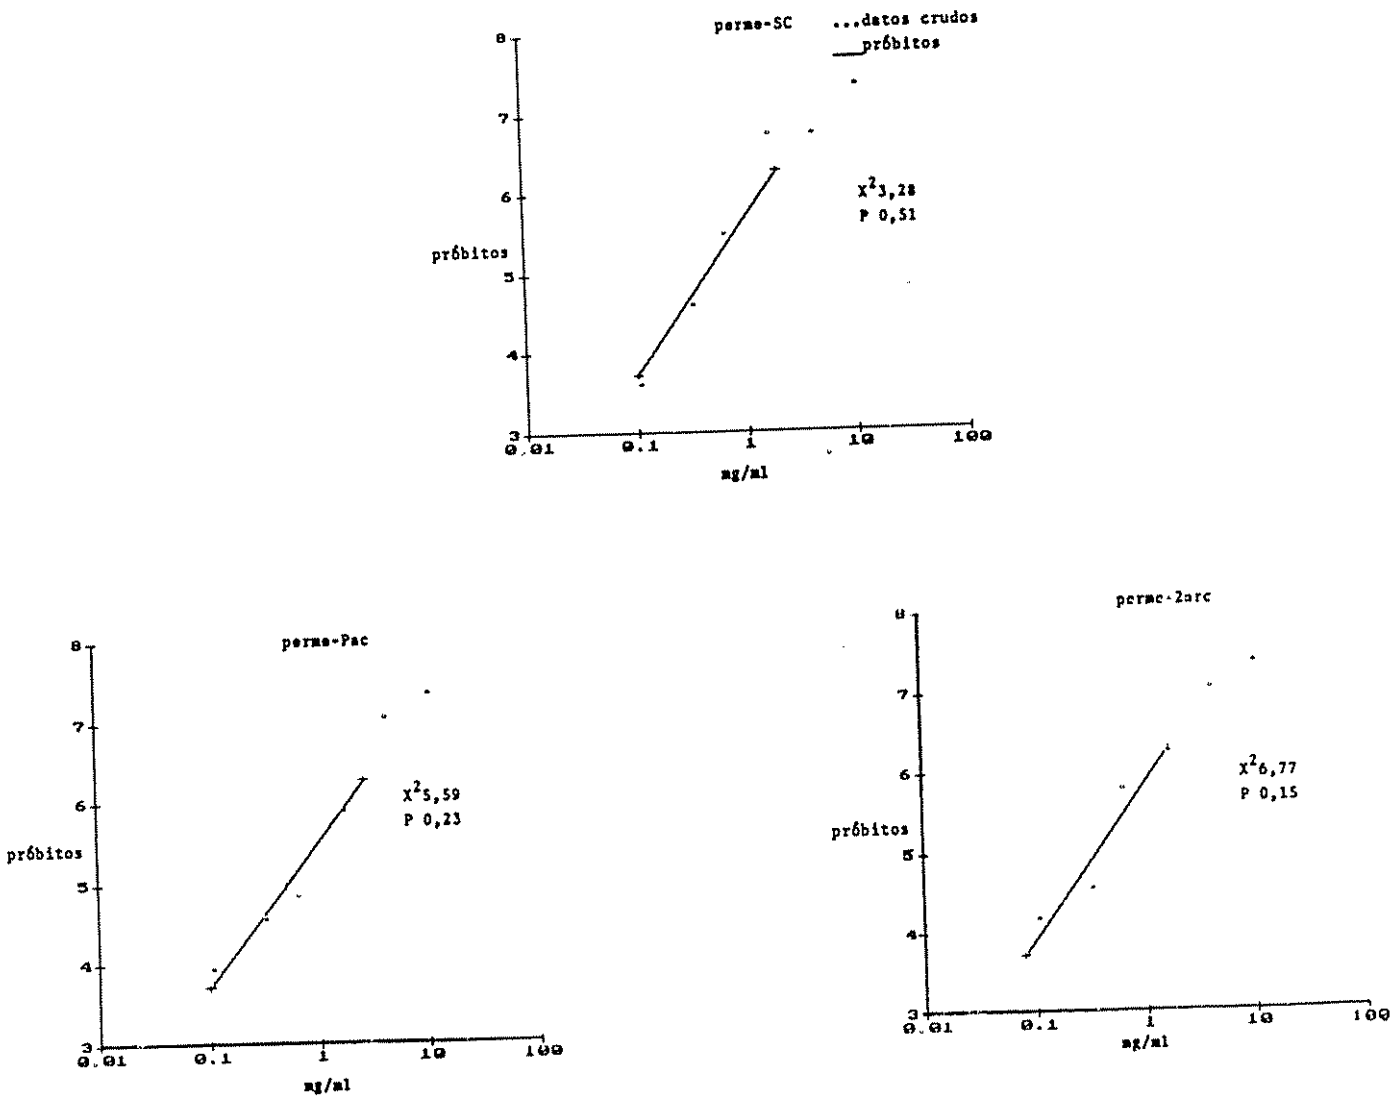 perme-SC ...datos crudos
próbitos
8
7
6
5
4
3
próbitos
X²3,28
P 0,51
0.01 0.1 1 10 100
mg/ml
perme-Pac
8
7
6
5
4
3
próbitos
X²5,59
P 0,23
0.01 0.1 1 10 100
mg/ml
perme-2arc
8
7
6
5
4
3
próbitos
X²6,77
P 0,15
0.01 0.1 1 10 100
mg/ml